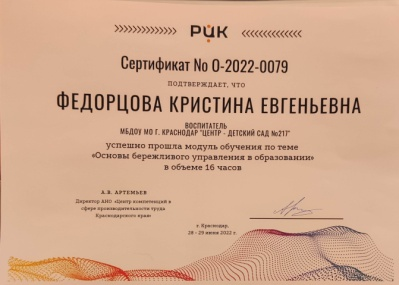 РЦК
Сертификат No О-2022-0079
ПОДТВЕРЖДАЕТ, ЧТО
ФЕДОРЦОВА КРИСТИНА ЕВГЕНЬЕВНА
ВОСПИТАТЕЛЬ
МБДОУ МО Г. КРАСНОДАР "ЦЕНТР - ДЕТСКИЙ САД №217"
успешно прошла модуль обучения по теме
«Основы бережливого управления в образовании»
в объеме 16 часов
А.В. АРТЕМЬЕВ
Директор АНО «Центр компетенций в
сфере производительности труда
Краснодарского края»
г. Краснодар,
28 - 29 июня 2022 г.